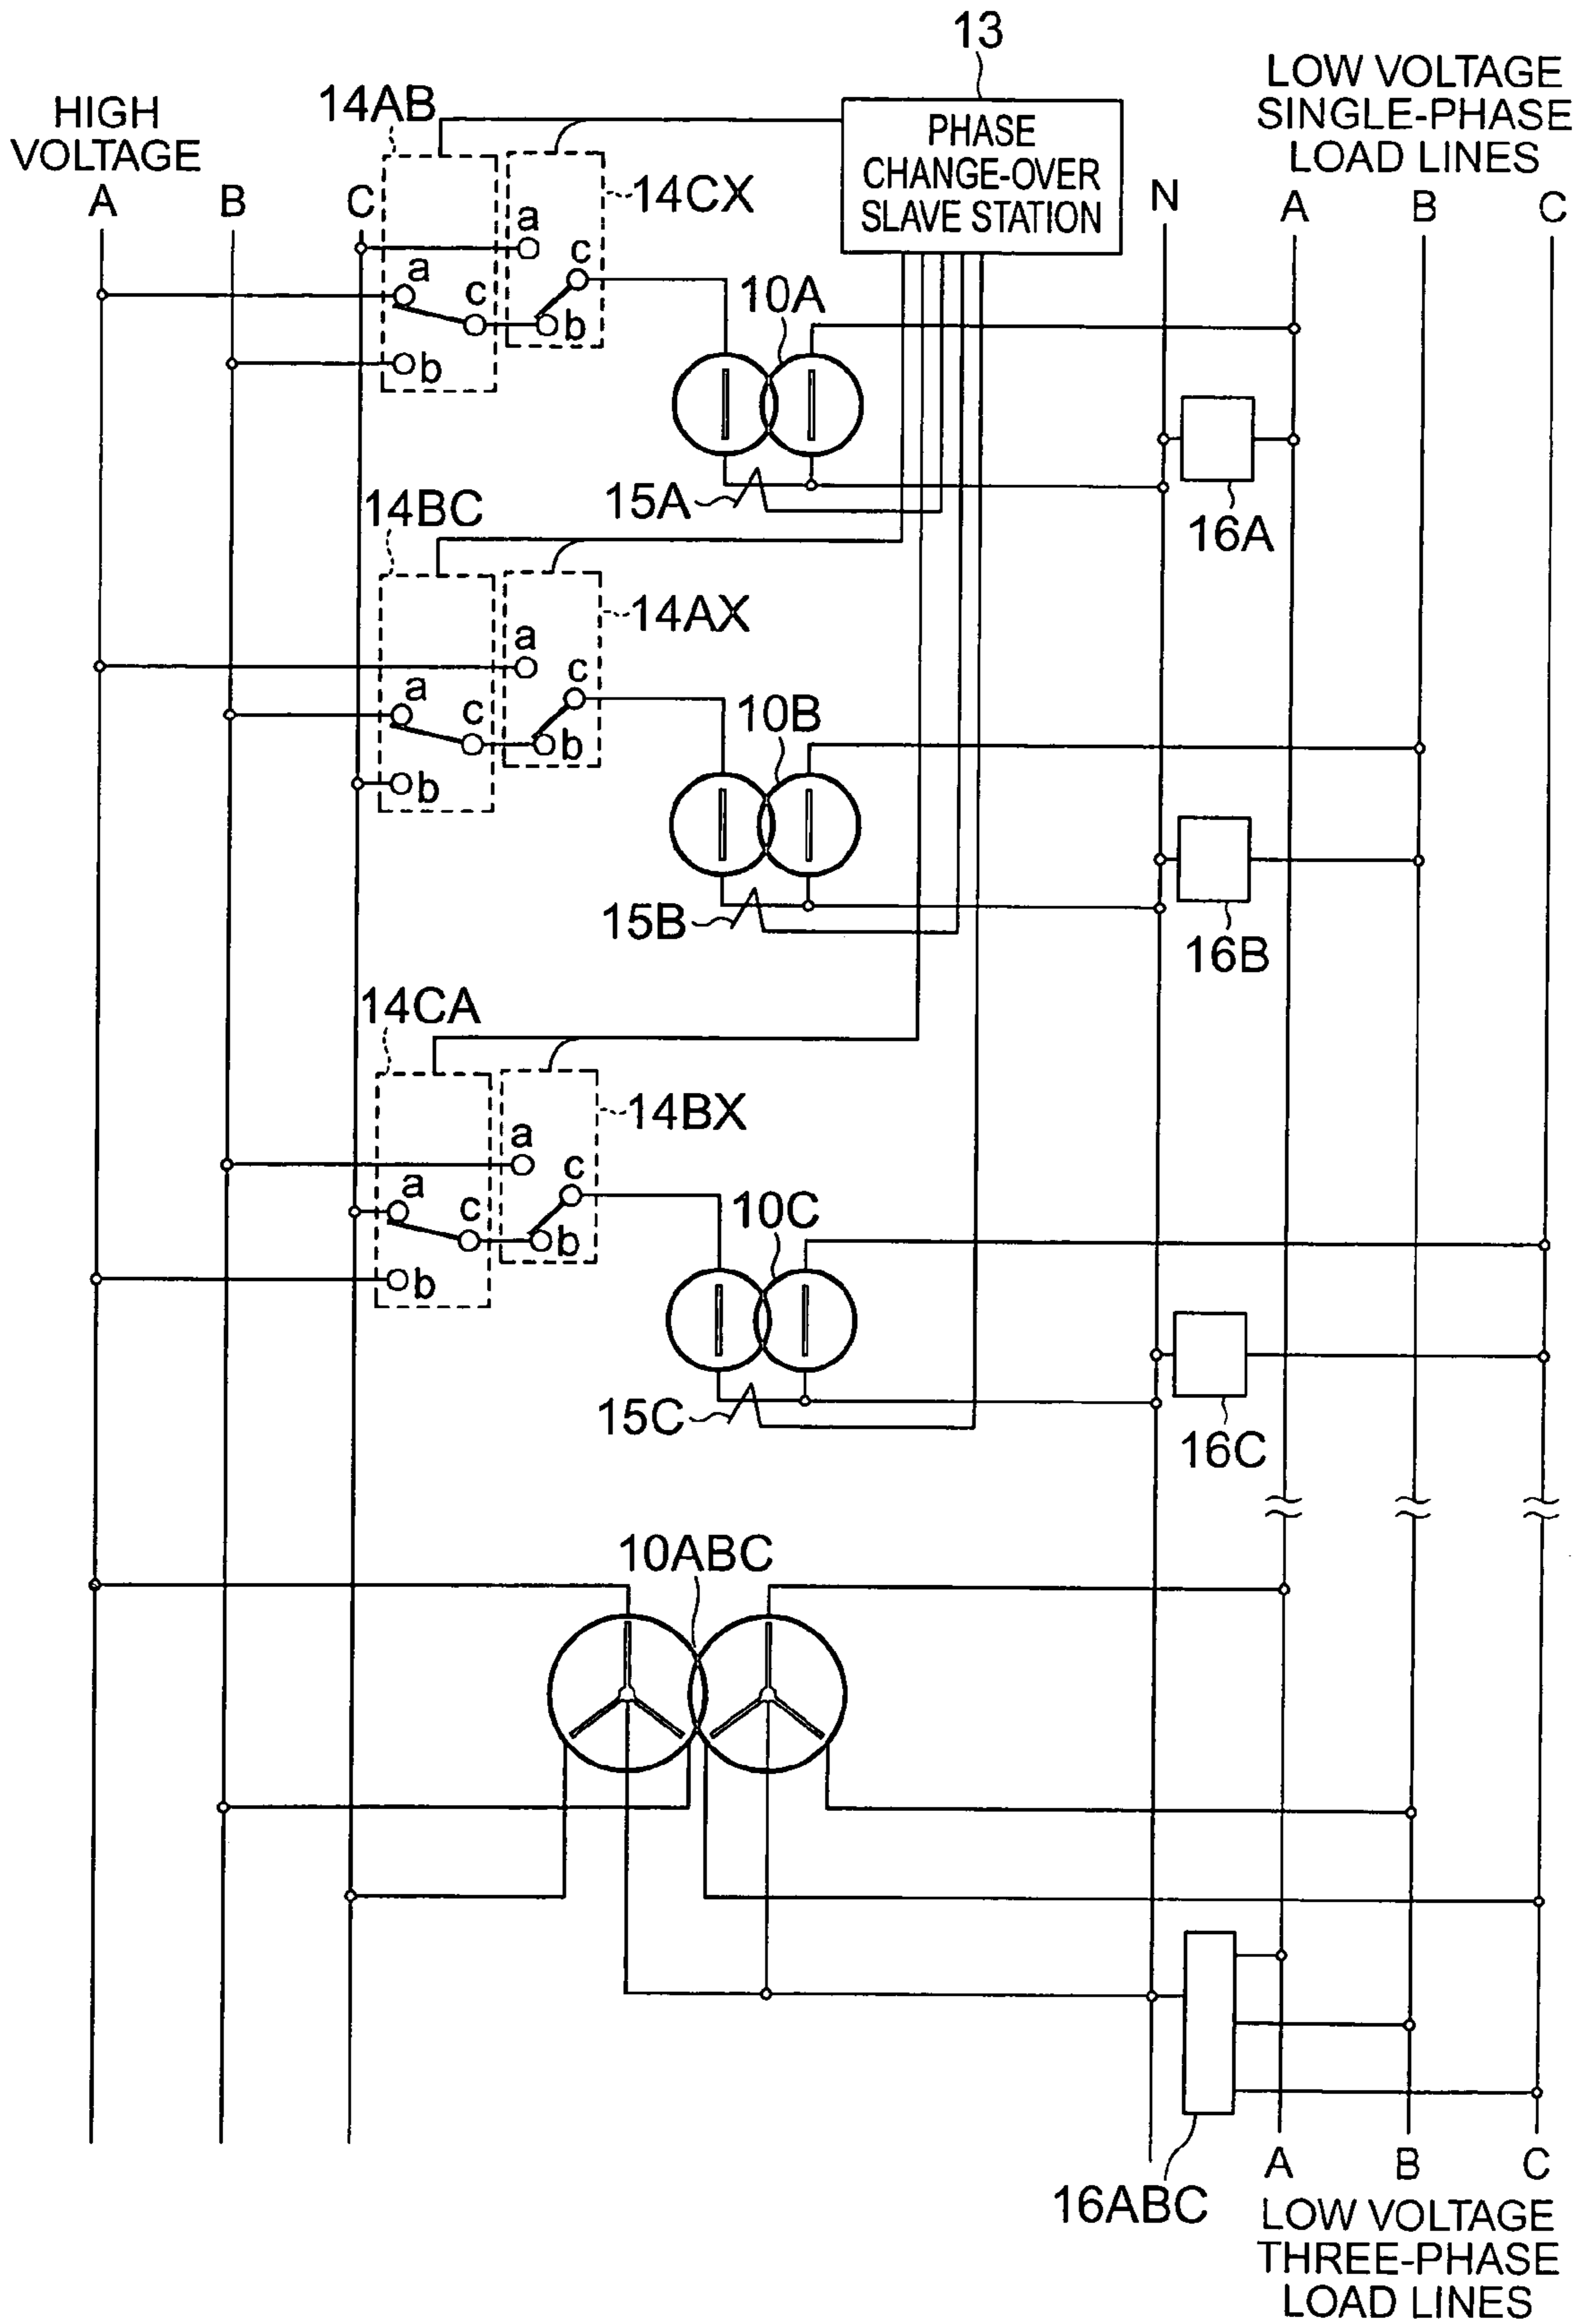 13
LOW VOLTAGE
SINGLE-PHASE
LOAD LINES
HIGH
VOLTAGE
14AB
PHASE
CHANGE-OVER
SLAVE STATION
14CX
A B C N A B C
a
c
a
c
b
b
10A
15A
16A
14BC
14AX
a
c
a
c
b
b
10B
15B
16B
14CA
14BX
a
c
a
c
b
b
10C
15C
16C
10ABC
A B C
16ABC
LOW VOLTAGE
THREE-PHASE
LOAD LINES